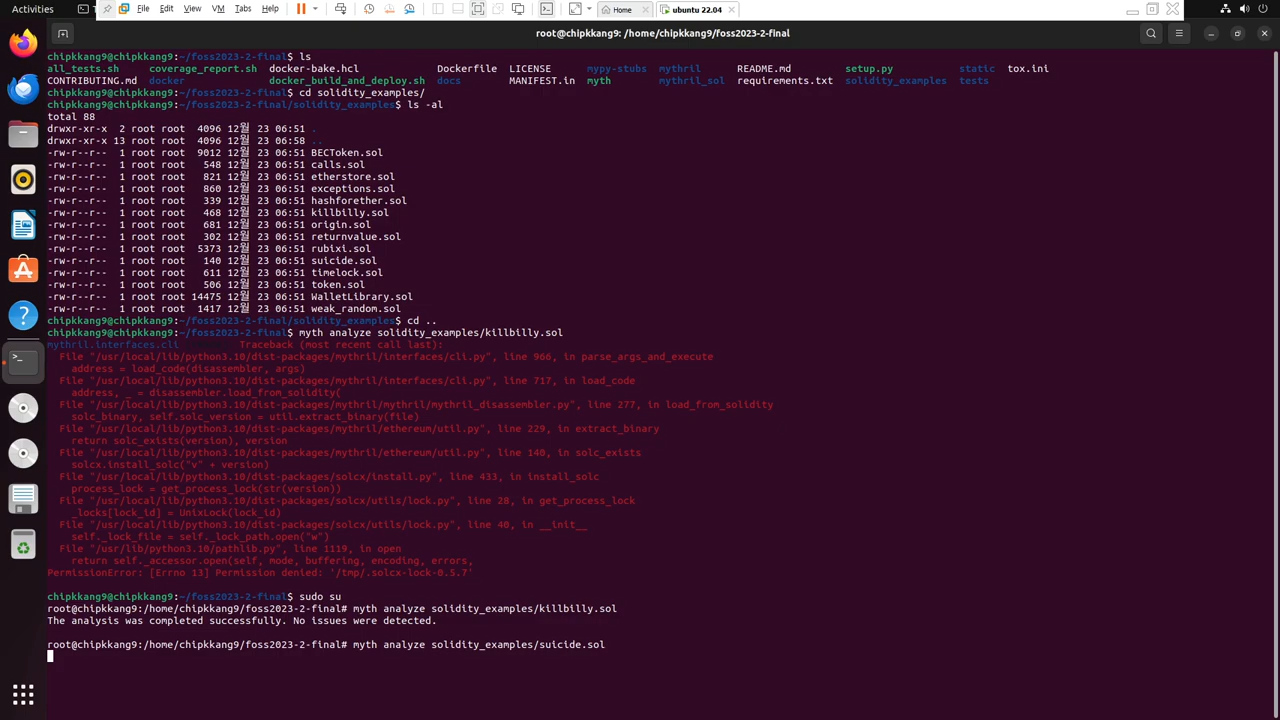 Activities
File Edit View VM Tabs Help
Home
ubuntu 22.04
root@chipkkang9: /home/chipkkang9/foss2023-2-final
chipkkang9@chipkkang9:~/foss2023-2-final$ ls
all_tests.sh coverage_report.sh docker-bake.hcl Dockerfile LICENSE mypy-stubs mythril README.md setup.py static tox.ini
CONTRIBUTING.md docker docker_build_and_deploy.sh docs MANIFEST.in myth mythril_sol requirements.txt solidity_examples tests
chipkkang9@chipkkang9:~/foss2023-2-final$ cd solidity_examples/
chipkkang9@chipkkang9:~/foss2023-2-final/solidity_examples$ ls -al
total 88
drwxr-xr-x 2 root root 4096 12월 23 06:51 .
drwxr-xr-x 13 root root 4096 12월 23 06:58 ..
-rw-r--r-- 1 root root 9012 12월 23 06:51 BECToken.sol
-rw-r--r-- 1 root root 548 12월 23 06:51 calls.sol
-rw-r--r-- 1 root root 821 12월 23 06:51 etherstore.sol
-rw-r--r-- 1 root root 860 12월 23 06:51 exceptions.sol
-rw-r--r-- 1 root root 339 12월 23 06:51 hashforether.sol
-rw-r--r-- 1 root root 468 12월 23 06:51 killbilly.sol
-rw-r--r-- 1 root root 681 12월 23 06:51 origin.sol
-rw-r--r-- 1 root root 302 12월 23 06:51 returnvalue.sol
-rw-r--r-- 1 root root 5373 12월 23 06:51 rubixi.sol
-rw-r--r-- 1 root root 140 12월 23 06:51 suicide.sol
-rw-r--r-- 1 root root 611 12월 23 06:51 timelock.sol
-rw-r--r-- 1 root root 506 12월 23 06:51 token.sol
-rw-r--r-- 1 root root 14475 12월 23 06:51 WalletLibrary.sol
-rw-r--r-- 1 root root 1417 12월 23 06:51 weak_random.sol
chipkkang9@chipkkang9:~/foss2023-2-final/solidity_examples$ cd ..
chipkkang9@chipkkang9:~/foss2023-2-final$ myth analyze solidity_examples/killbilly.sol
mythril.interfaces.cli Traceback (most recent call last):
File "/usr/local/lib/python3.10/dist-packages/mythril/interfaces/cli.py", line 966, in parse_args_and_execute
address = load_code(disassembler, args)
File "/usr/local/lib/python3.10/dist-packages/mythril/interfaces/cli.py", line 717, in load_code
address, _ = disassembler.load_from_solidity(
File "/usr/local/lib/python3.10/dist-packages/mythril/mythril/mythril_disassembler.py", line 277, in load_from_solidity
solc_binary, self.solc_version = util.extract_binary(file)
File "/usr/local/lib/python3.10/dist-packages/mythril/ethereum/util.py", line 229, in extract_binary
return solc_exists(version), version
File "/usr/local/lib/python3.10/dist-packages/mythril/ethereum/util.py", line 140, in solc_exists
solcx.install_solc("v" + version)
File "/usr/local/lib/python3.10/dist-packages/solcx/install.py", line 433, in install_solc
process_lock = get_process_lock(str(version))
File "/usr/local/lib/python3.10/dist-packages/solcx/utils/lock.py", line 28, in get_process_lock
_locks[lock_id] = UnixLock(lock_id)
File "/usr/local/lib/python3.10/dist-packages/solcx/utils/lock.py", line 40, in __init__
self._lock_file = self._lock_path.open("w")
File "/usr/lib/python3.10/pathlib.py", line 1119, in open
return self._accessor.open(self, mode, buffering, encoding, errors,
PermissionError: [Errno 13] Permission denied: '/tmp/.solcx-lock-0.5.7'
chipkkang9@chipkkang9:~/foss2023-2-final$ sudo su
root@chipkkang9:/home/chipkkang9/foss2023-2-final# myth analyze solidity_examples/killbilly.sol
The analysis was completed successfully. No issues were detected.
root@chipkkang9:/home/chipkkang9/foss2023-2-final# myth analyze solidity_examples/suicide.sol